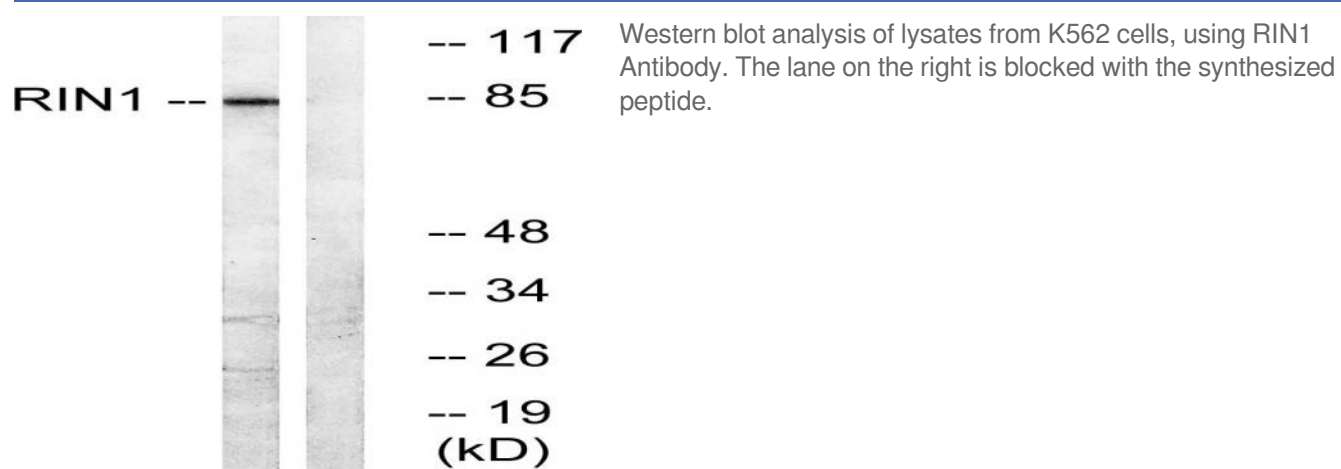 RIN1 --
-- 117
-- 85
-- 48
-- 34
-- 26
-- 19
(kD)
Western blot analysis of lysates from K562 cells, using RIN1
Antibody. The lane on the right is blocked with the synthesized
peptide.